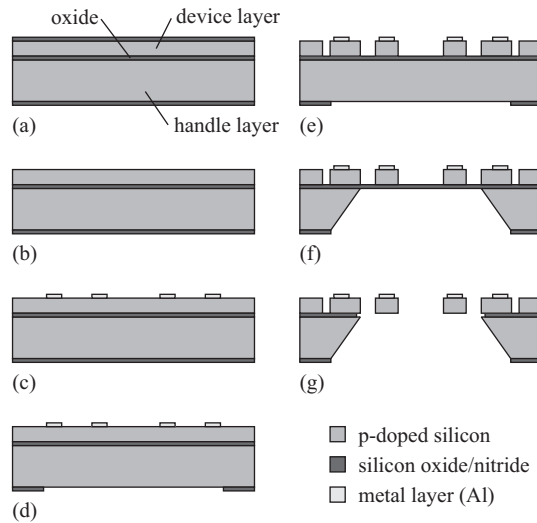 oxide
device layer
handle layer
(a)
(b)
(c)
(d)
(e)
(f)
(g)
p-doped silicon
silicon oxide/nitride
metal layer (Al)